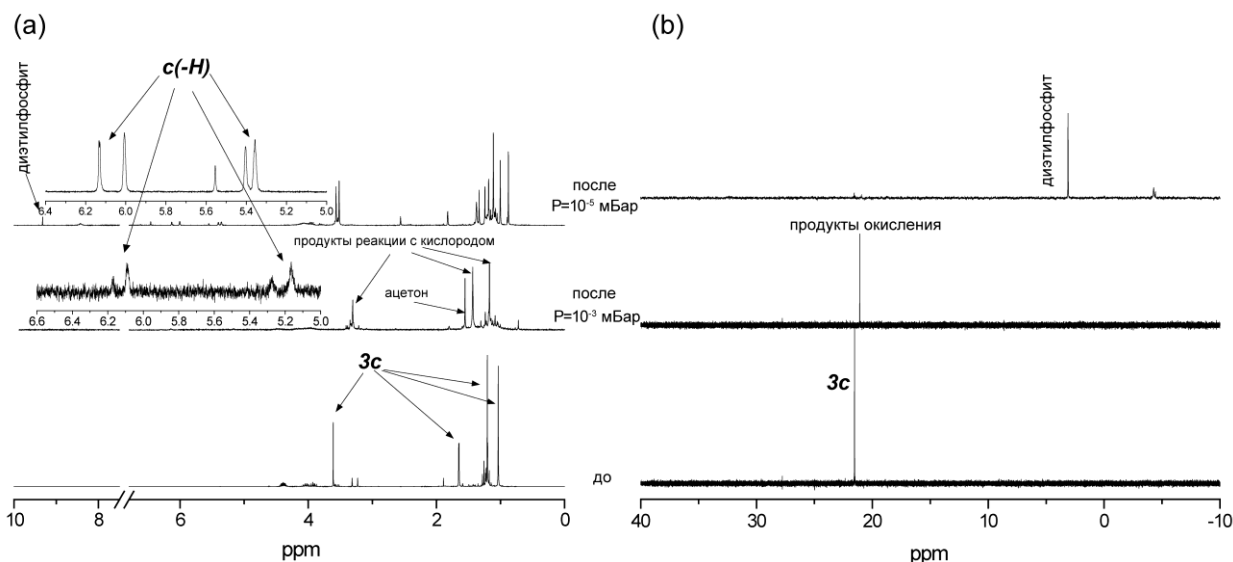 (a)
(b)
диэтилфосфит
c(-H)
6.4 6.2 6.0 5.8 5.6 5.4 5.2 5.0
после
P=10⁻⁵ мБар
диэтилфосфит
продукты реакции с кислородом
ацетон
6.6 6.4 6.2 6.0 5.8 5.6 5.4 5.2 5.0
после
P=10⁻³ мБар
продукты окисления
3c
3c
до
10 8 6 4 2 0
ppm
40 30 20 10 0 -10
ppm